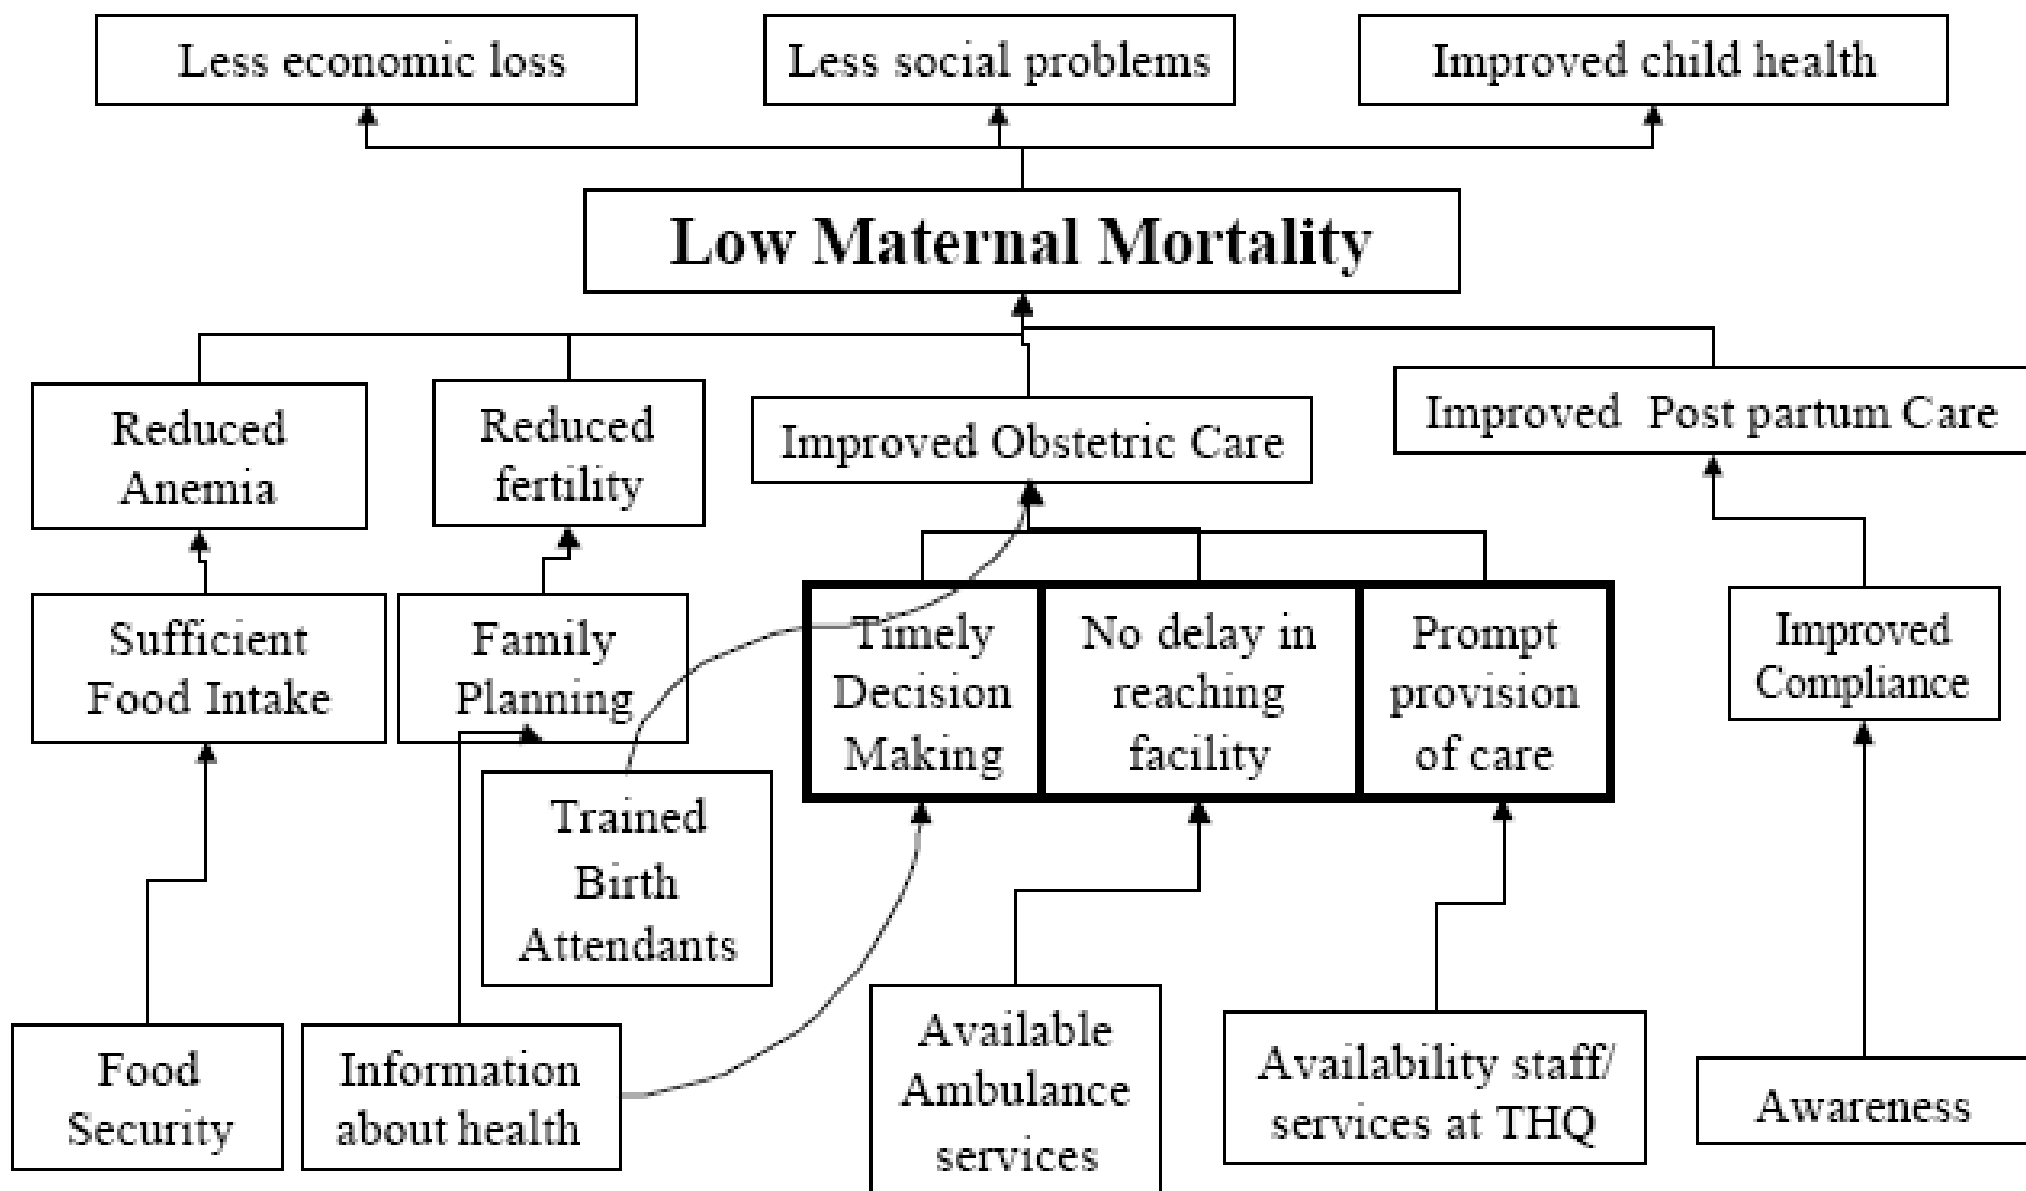 Less economic loss
Less social problems
Improved child health
Low Maternal Mortality
Reduced
Anemia
Reduced
fertility
Improved Obstetric Care
Improved Post partum Care
Sufficient
Food Intake
Family
Planning
Timely
Decision
Making
No delay in
reaching
facility
Prompt
provision
of care
Improved
Compliance
Trained
Birth
Attendants
Food
Security
Information
about health
Available
Ambulance
services
Availability staff/
services at THQ
Awareness